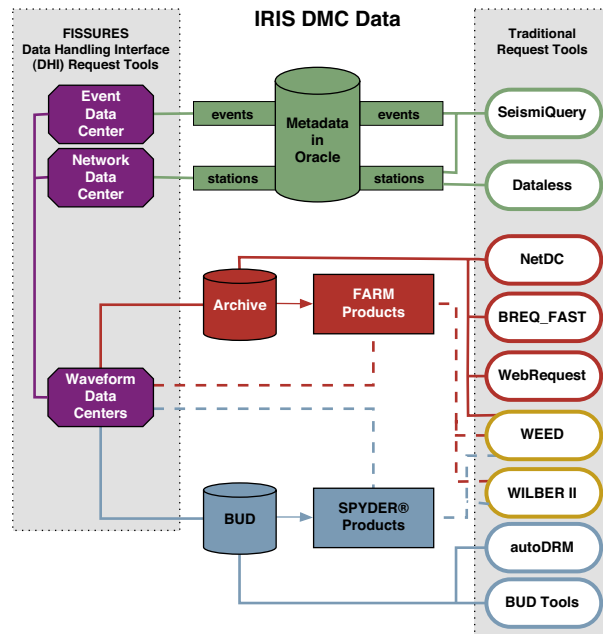 IRIS DMC Data
FISSURES
Data Handling Interface
(DHI) Request Tools
Traditional
Request Tools
Event
Data
Center
events
Metadata
in
Oracle
events
SeismiQuery
Network
Data
Center
stations
stations
Dataless
NetDC
Archive
FARM
Products
BREQ_FAST
WebRequest
Waveform
Data
Centers
WEED
WILBER II
BUD
SPYDER®
Products
autoDRM
BUD Tools